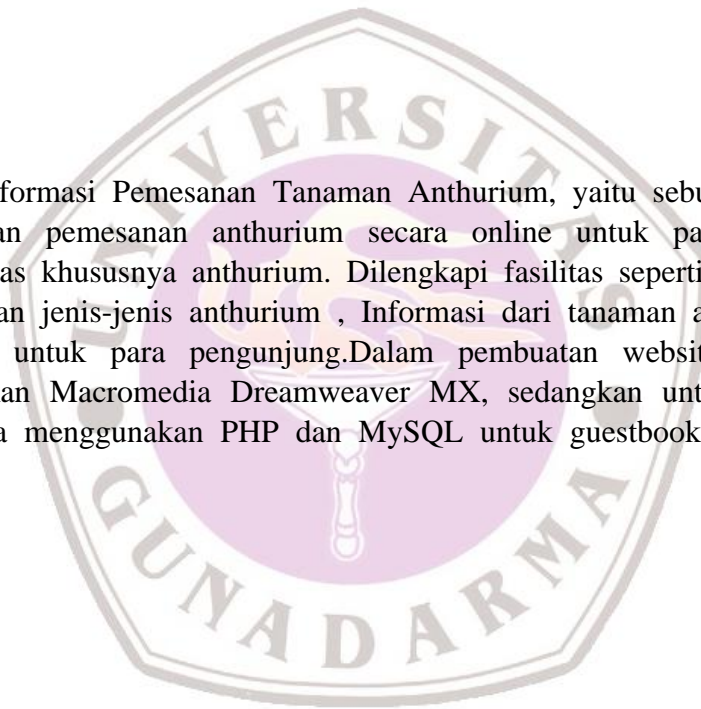 UNIVERSITAS
formasi Pemesanan Tanaman Anthurium, yaitu sebu
an pemesanan anthurium secara online untuk pa
as khususnya anthurium. Dilengkapi fasilitas seperti
an jenis-jenis anthurium , Informasi dari tanaman a
untuk para pengunjung.Dalam pembuatan websit
an Macromedia Dreamweaver MX, sedangkan unt
a menggunakan PHP dan MySQL untuk guestbook
GUNADARMA